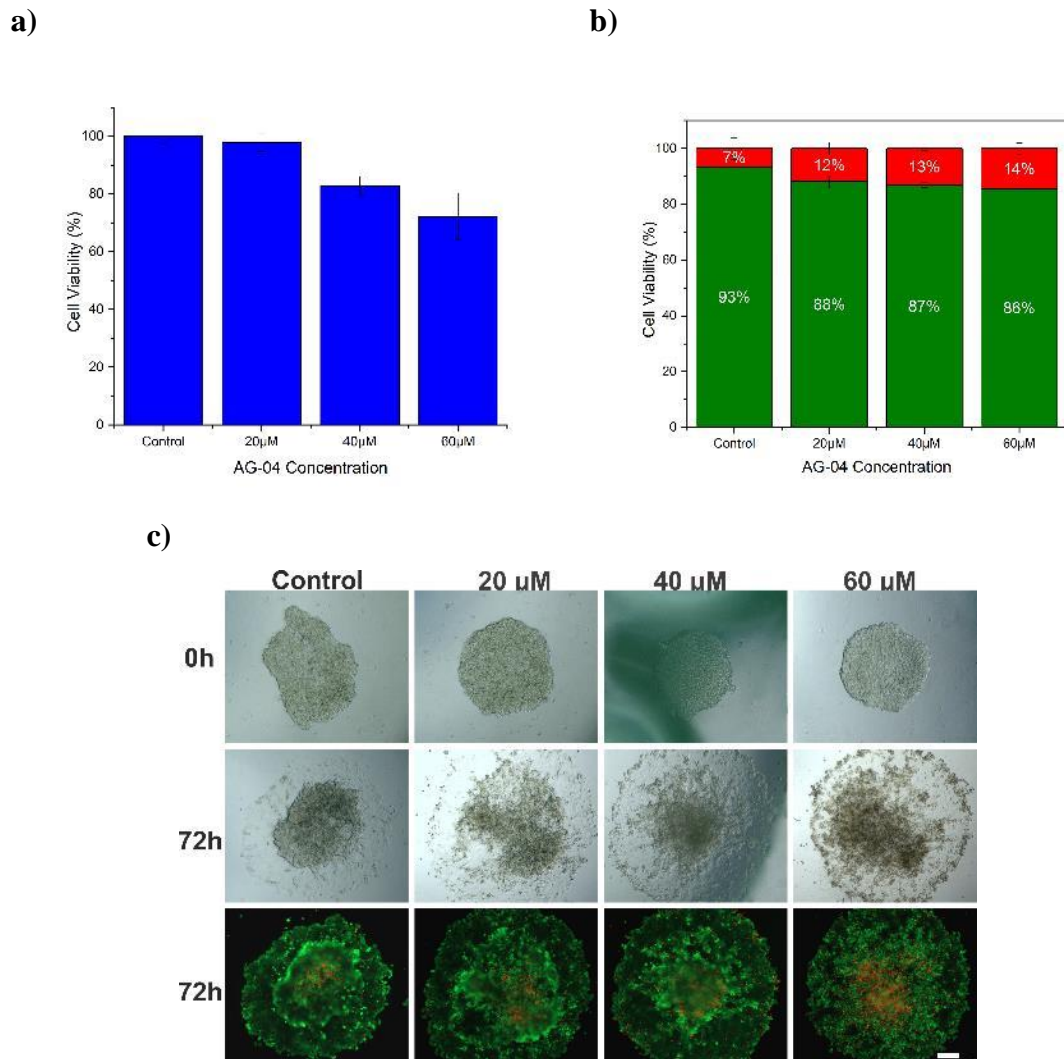 a)
b)
Cell Viability (%)
100
80
60
40
20
0
Control 20µM 40µM 60µM
AG-04 Concentration
Cell Viability (%)
100
80
60
40
20
0
7% 12% 13% 14%
93% 88% 87% 86%
Control 20µM 40µM 60µM
AG-04 Concentration
c)
Control 20 µM 40 µM 60 µM
0h
72h
72h